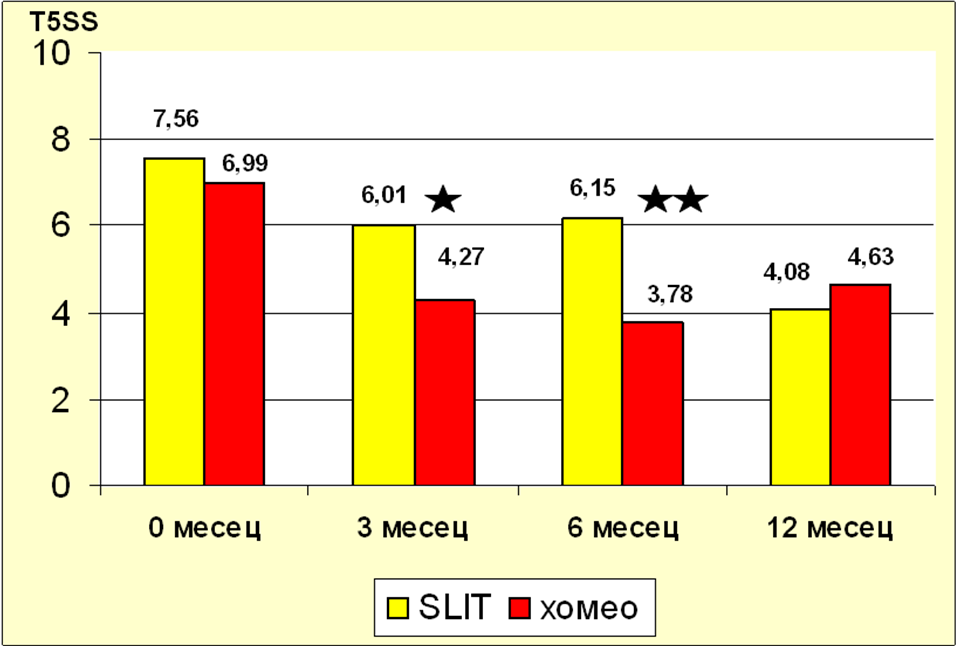 T5SS
10
8
6
4
2
0
7,56
6,99
6,01
4,27
6,15
3,78
4,08
4,63
0 месец
3 месец
6 месец
12 месец
SLIT хомео